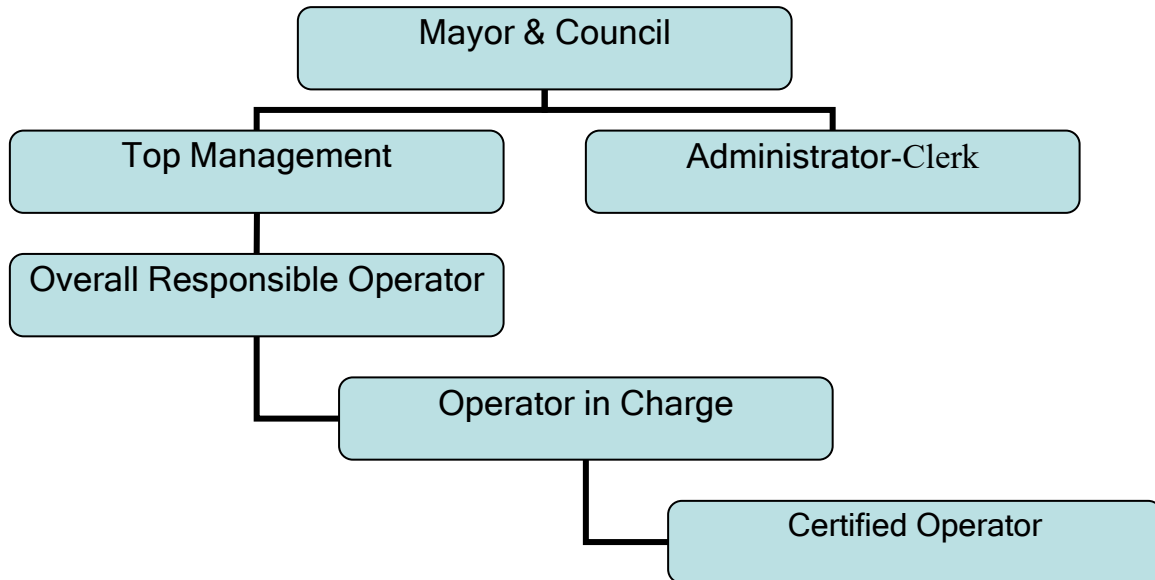 Mayor & Council
Top Management
Administrator-Clerk
Overall Responsible Operator
Operator in Charge
Certified Operator